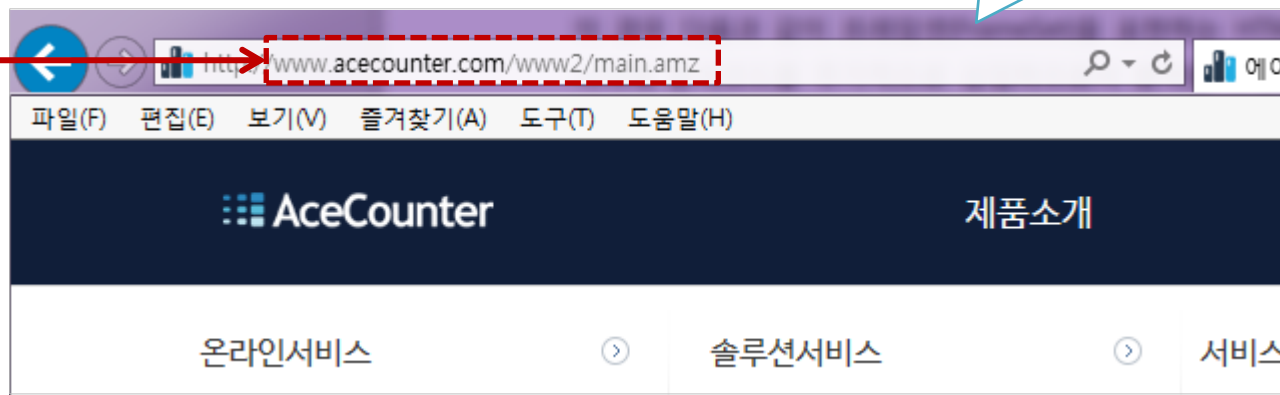 http://www.acecounter.com/www2/main.amz
파일(F) 편집(E) 보기(V) 즐겨찾기(A) 도구(T) 도움말(H)
AceCounter 제품소개
온라인서비스 솔루션서비스 서비스